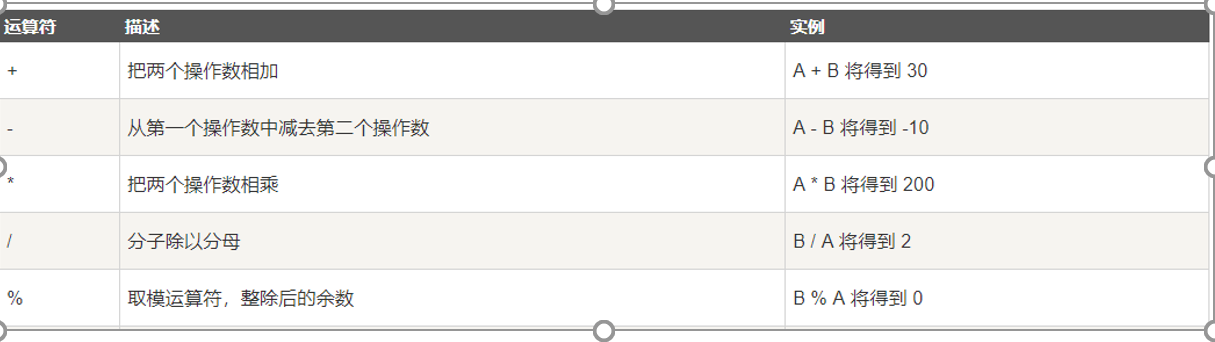 运算符 描述 实例
+ 把两个操作数相加 A + B 将得到 30
- 从第一个操作数中减去第二个操作数 A - B 将得到 -10
* 把两个操作数相乘 A * B 将得到 200
/ 分子除以分母 B / A 将得到 2
% 取模运算符，整除后的余数 B % A 将得到 0